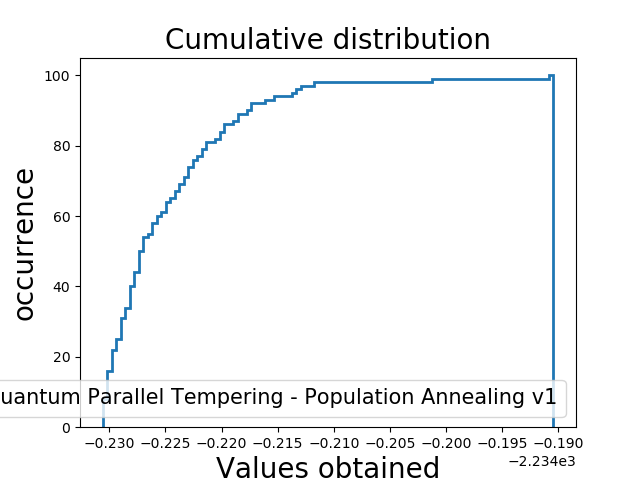 Cumulative distribution
occurrence
100
80
60
40
20
0
uantum Parallel Tempering - Population Annealing v1
−0.230 −0.225 −0.220 −0.215 −0.210 −0.205 −0.200 −0.195 −0.190
−2.234e3
Values obtained